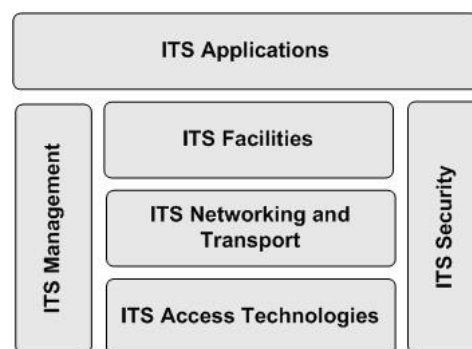 ITS Applications
ITS Management
ITS Facilities
ITS Networking and
Transport
ITS Access Technologies
ITS Security